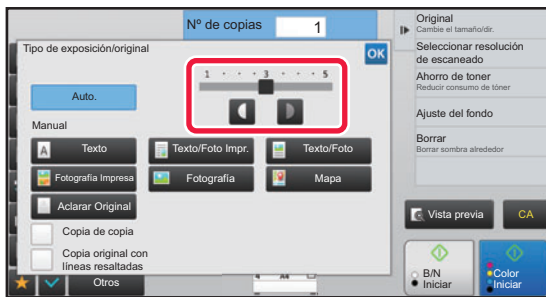 Nº de copias
1
Tipo de exposición/original
OK
1 · · · 3 · · · 5
Auto.
Manual
A Texto
Texto/Foto Impr.
Texto/Foto
Fotografía Impresa
Fotografía
Mapa
Aclarar Original
Copia de copia
Copia original con
líneas resaltadas
Otros
A4
Original
Cambie el tamaño/dir.
Seleccionar resolución
de escaneado
Ahorro de toner
Reducir consumo de tóner
Ajuste del fondo
Borrar
Borrar sombra alrededor
Vista previa
CA
B/N
Iniciar
Color
Iniciar